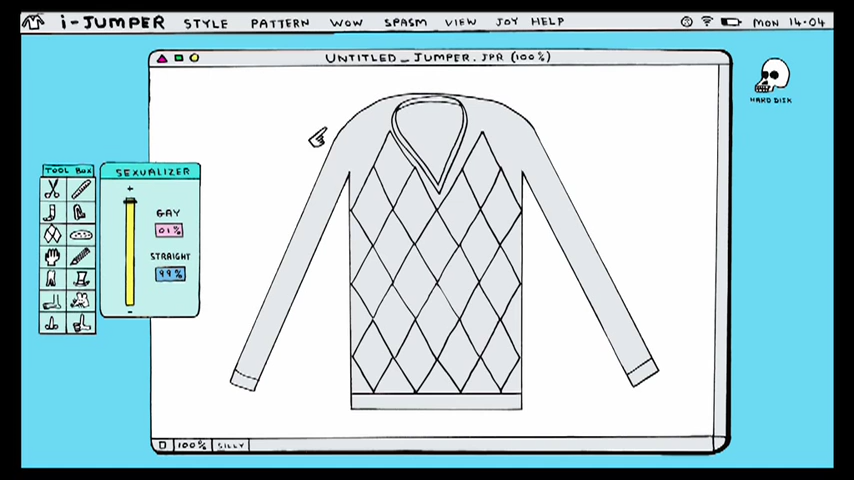 i-JUMPER STYLE PATTERN WOW SPASM VIEW JOY HELP MON 14·04
UNTITLED_JUMPER.JPR (100%)
HARD DISK
TOOL BOX
SEXUALIZER
+
GAY
01%
STRAIGHT
99%
-
100% SILLY